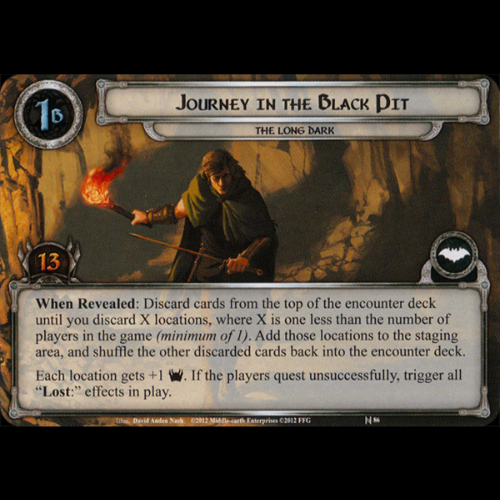 1B
JOURNEY IN THE BLACK PIT
THE LONG DARK
13
When Revealed: Discard cards from the top of the encounter deck
until you discard X locations, where X is one less than the number of
players in the game (minimum of 1). Add those locations to the staging
area, and shuffle the other discarded cards back into the encounter deck.
Each location gets +1 . If the players quest unsuccessfully, trigger all
“Lost:” effects in play.
Illus. David Auden Nash ©2012 Middle-earth Enterprises ©2012 FFG 86